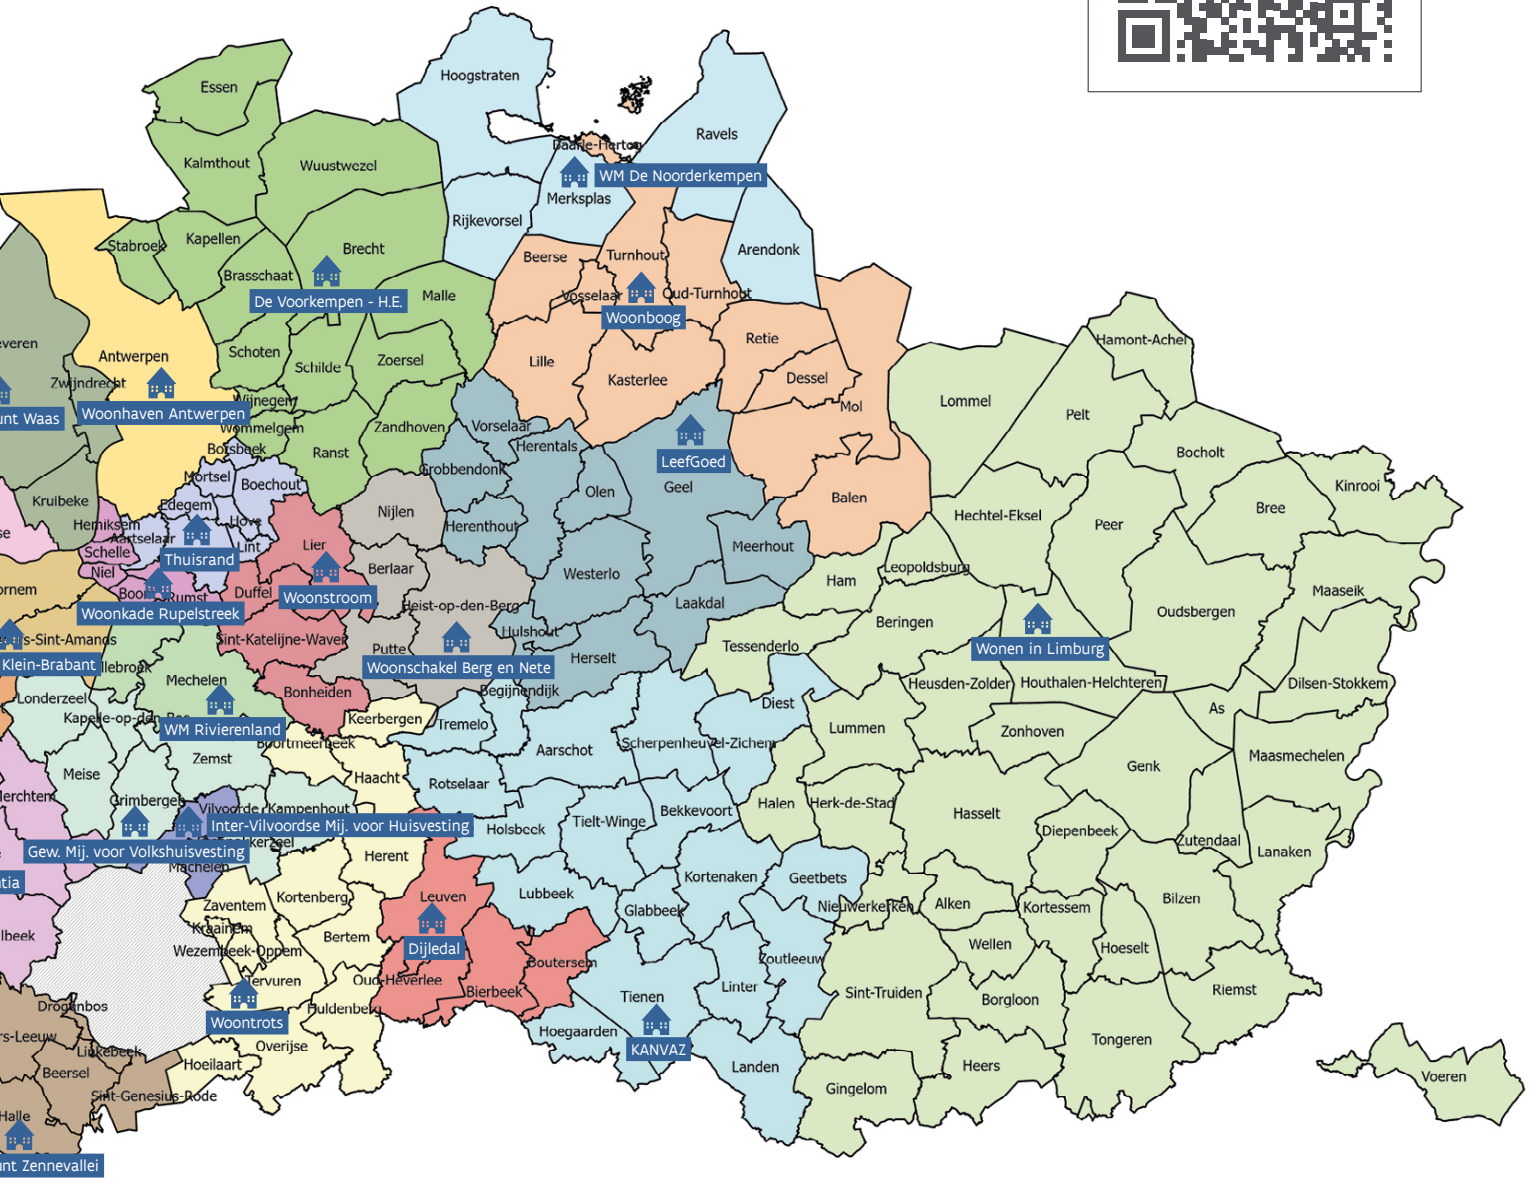 Hoogstraten
Essen
Ravels
Baarle-Hertog
Kalmthout
Wuustwezel
WM De Noorderkempen
Merksplas
Rijkevorsel
Stabroek
Kapellen
Brecht
Arendonk
Beerse
Turnhout
Brasschaat
Malle
Vosselaar
Oud-Turnhout
De Voorkempen - H.E.
Woonboog
Retie
Hamont-Achel
Antwerpen
Schoten
Schilde
Zoersel
Lille
Kasterlee
Dessel
Zwijndrecht
Woonhaven Antwerpen
Wijnegem
Mol
Lommel
Pelt
unt Waas
Wommelgem
Zandhoven
Vorselaar
Herentals
Borsbeek
Ranst
LeefGoed
Bocholt
Grobbendonk
Mortsel
Boechout
Olen
Geel
Balen
Kinrooi
Kruibeke
Edegem
Nijlen
Hechtel-Eksel
Peer
Bree
Hemiksem
Hove
Herenthout
Aartselaar
Lint
Lier
Meerhout
Schelle
Thuisrand
Niel
Berlaar
Westerlo
Ham
Leopoldsburg
Boom
Rumst
Duffel
Woonstroom
Maaseik
Woonkade Rupelstreek
Heist-op-den-Berg
Laakdal
Beringen
Oudsbergen
s-Sint-Amands
Sint-Katelijne-Waver
Hulshout
Putte
Tessenderlo
Wonen in Limburg
Klein-Brabant
Woonschakel Berg en Nete
Herselt
Mechelen
Heusden-Zolder
Houthalen-Helchteren
Dilsen-Stokkem
Londerzeel
Bonheiden
Begijnendijk
Diest
As
WM Rivierenland
Keerbergen
Tremelo
Lummen
Zonhoven
Boortmeerbeek
Aarschot
Scherpenheuvel-Zichem
Maasmechelen
Zemst
Meise
Haacht
Rotselaar
Genk
Merchtem
Grimbergen
Vilvoorde
Kampenhout
Bekkevoort
Halen
Herk-de-Stad
Hasselt
Inter-Vilvoordse Mij. voor Huisvesting
Holsbeek
Tielt-Winge
Diepenbeek
Zutendaal
Gew. Mij. voor Volkshuisvesting
Herent
Lanaken
Machelen
Kortenaken
Geetbets
Kortenberg
Leuven
Lubbeek
Bilzen
Zaventem
Glabbeek
Nieuwerkerken
Alken
Kortessem
Kraainem
Bertem
Dijledal
Wellen
Hoeselt
Wezembeek-Oppem
Boutersem
Zoutleeuw
Tervuren
Oud-Heverlee
Bierbeek
Linter
Sint-Truiden
Borgloon
Riemst
Drogenbos
Huldenberg
Tienen
Woontrots
Hoegaarden
Tongeren
Linkebeek
Overijse
KANVAZ
Hoeilaart
Landen
Heers
Beersel
Voeren
Gingelom
Sint-Genesius-Rode
Halle
unt Zennevallei